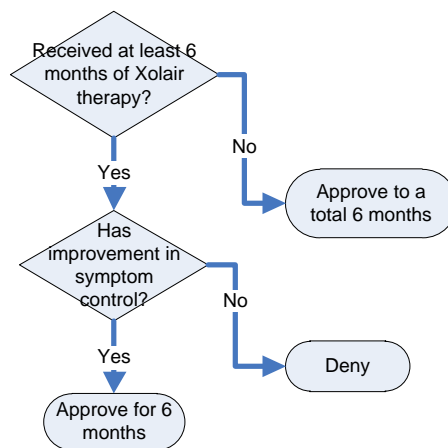 Received at least 6
months of Xolair
therapy?
No
Yes
Approve to a
total 6 months
Has
improvement in
symptom
control?
No
Yes
Deny
Approve for 6
months